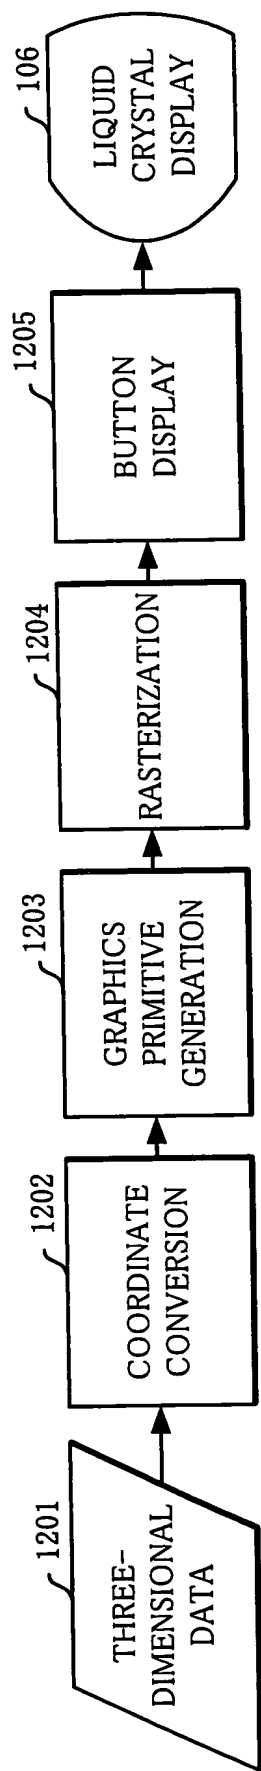 1201
THREE-
DIMENSIONAL
DATA
1202
COORDINATE
CONVERSION
1203
GRAPHICS
PRIMITIVE
GENERATION
1204
RASTERIZATION
1205
BUTTON
DISPLAY
106
LIQUID
CRYSTAL
DISPLAY